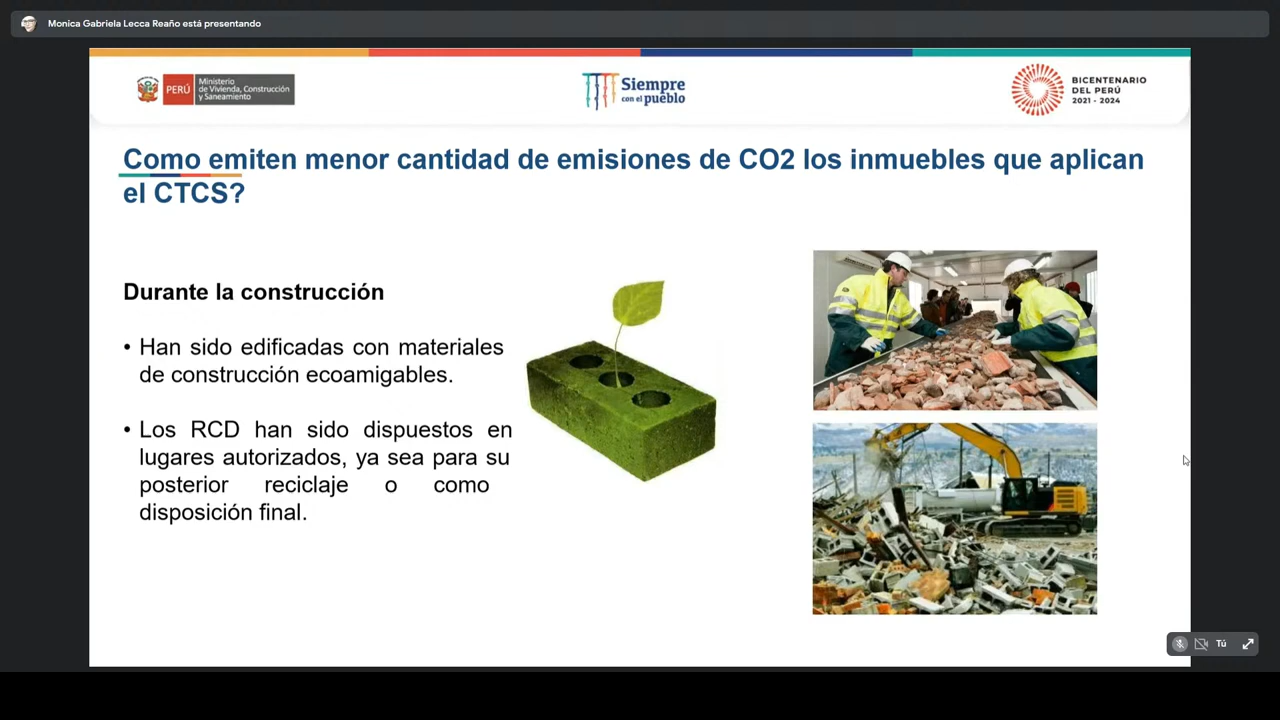 Monica Gabriela Lecca Reaño está presentando
PERÚ
Ministerio
de Vivienda, Construcción
y Saneamiento
Siempre
con el pueblo
BICENTENARIO
DEL PERÚ
2021 - 2024
Como emiten menor cantidad de emisiones de CO2 los inmuebles que aplican
el CTCS?
Durante la construcción
• Han sido edificadas con materiales
de construcción ecoamigables.
• Los RCD han sido dispuestos en
lugares autorizados, ya sea para su
posterior reciclaje o como
disposición final.
Tú